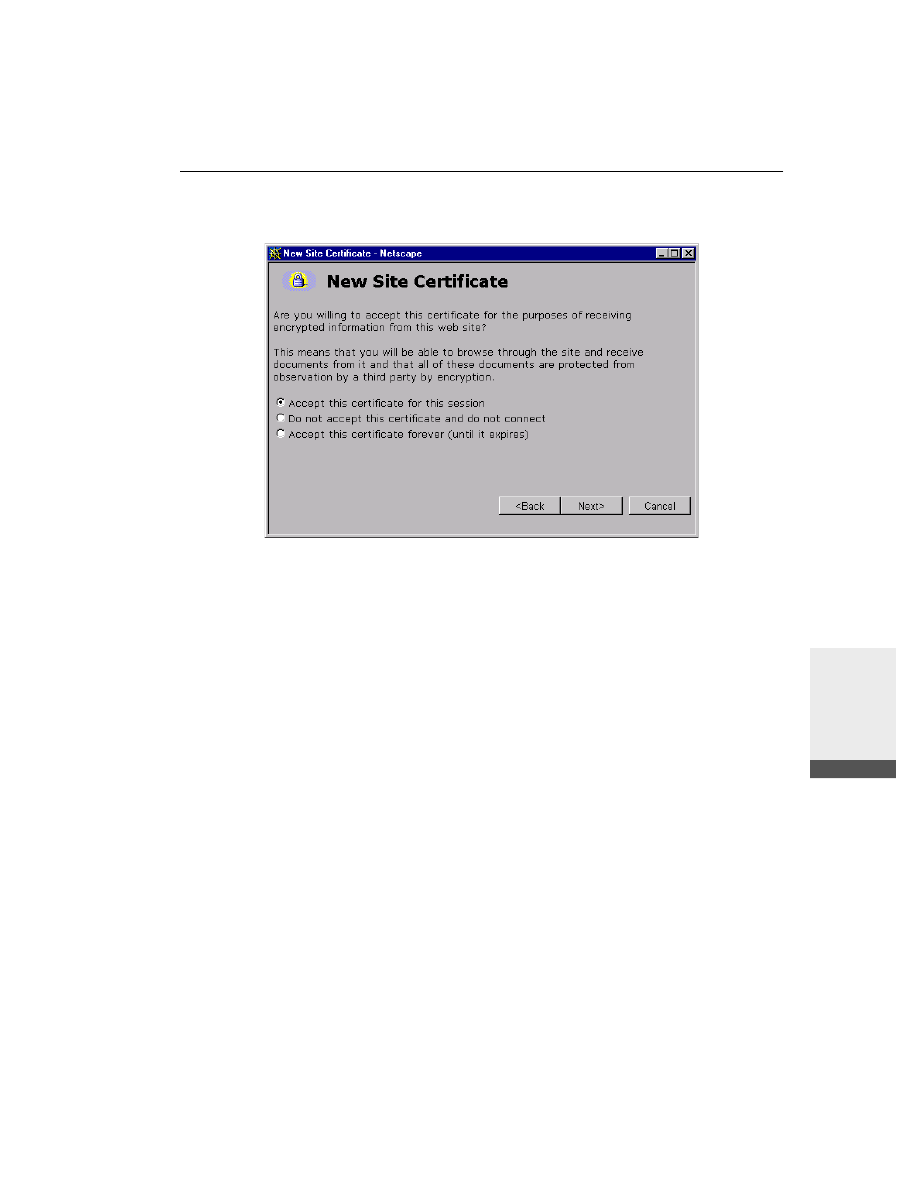 New Site Certificate - Netscape
New Site Certificate
Are you willing to accept this certificate for the purposes of receiving
encrypted information from this web site?
This means that you will be able to browse through the site and receive
documents from it and that all of these documents are protected from
observation by a third party by encryption.
Accept this certificate for this session
Do not accept this certificate and do not connect
Accept this certificate forever (until it expires)
<Back Next> Cancel